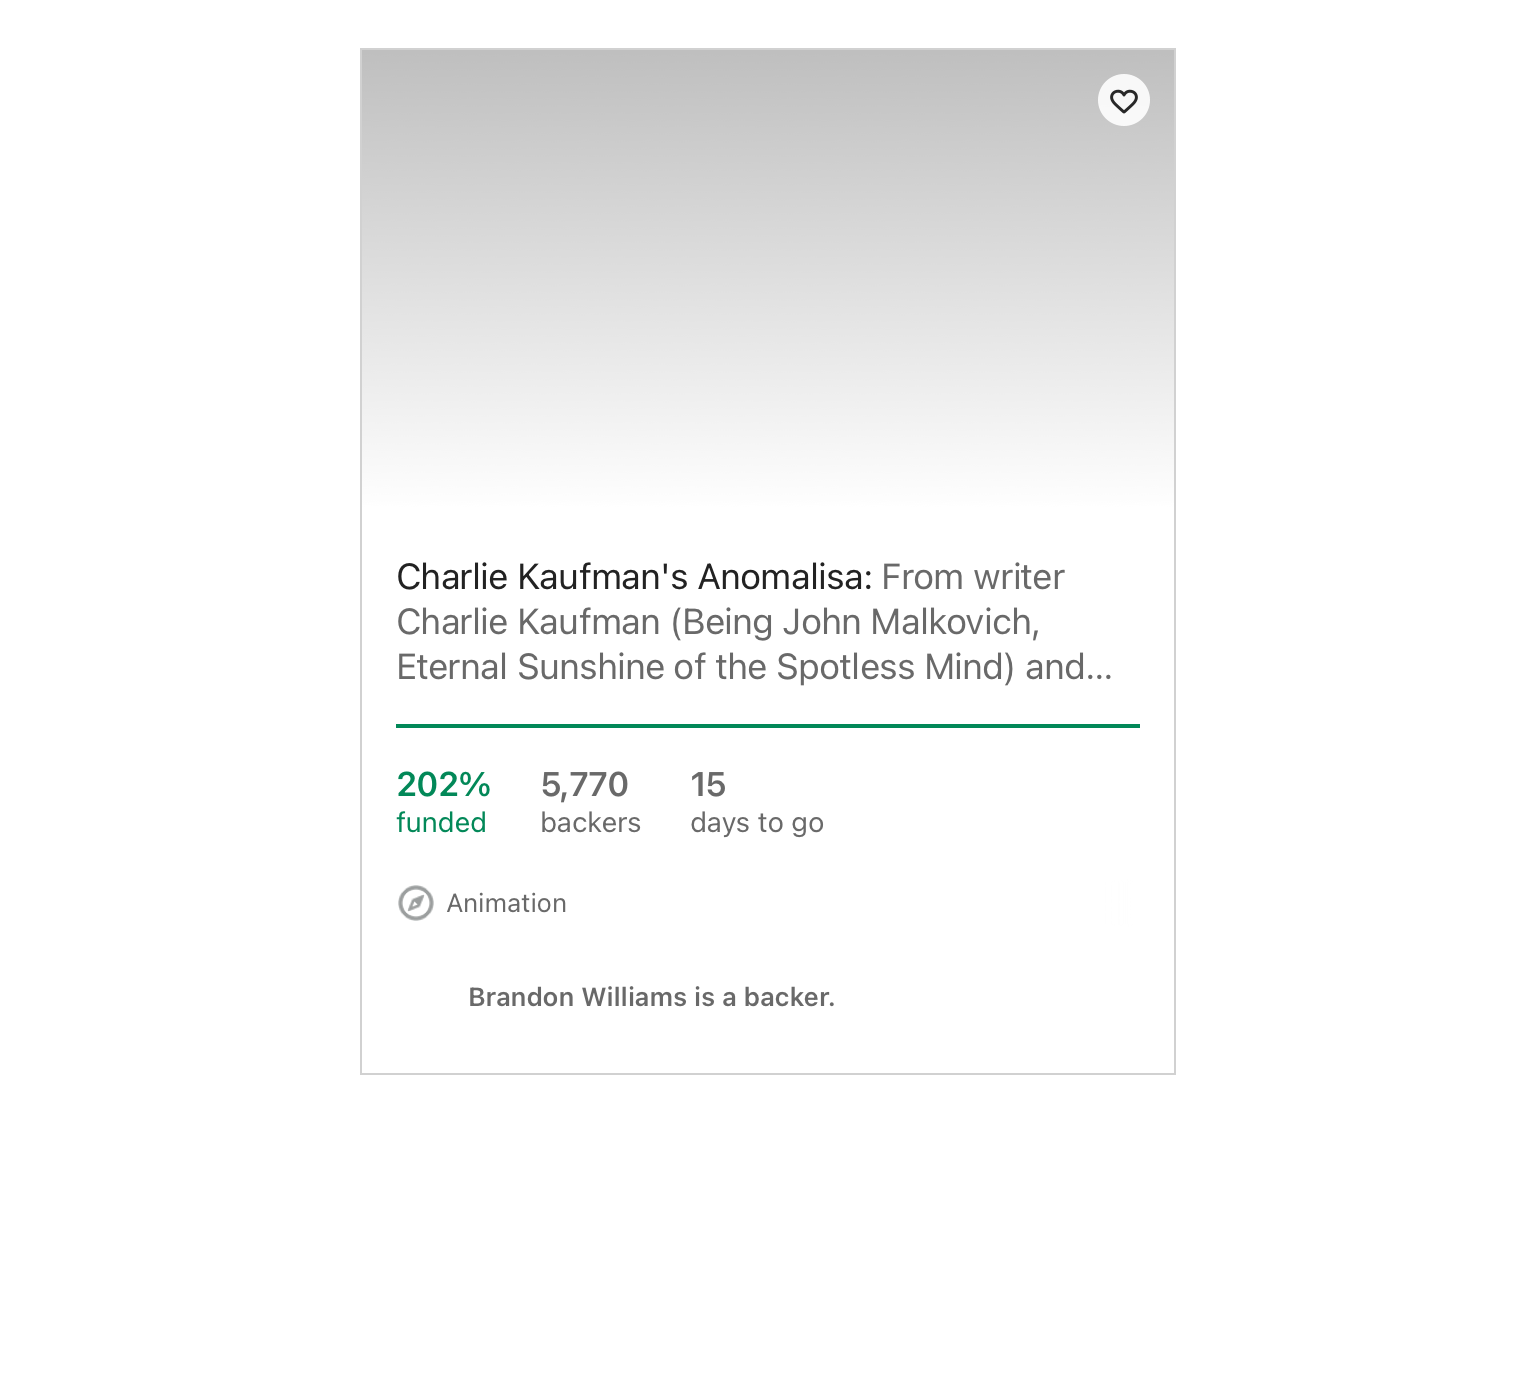 Charlie Kaufman's Anomalisa: From writer
Charlie Kaufman (Being John Malkovich,
Eternal Sunshine of the Spotless Mind) and…
202% 5,770 15
funded backers days to go
Animation
Brandon Williams is a backer.